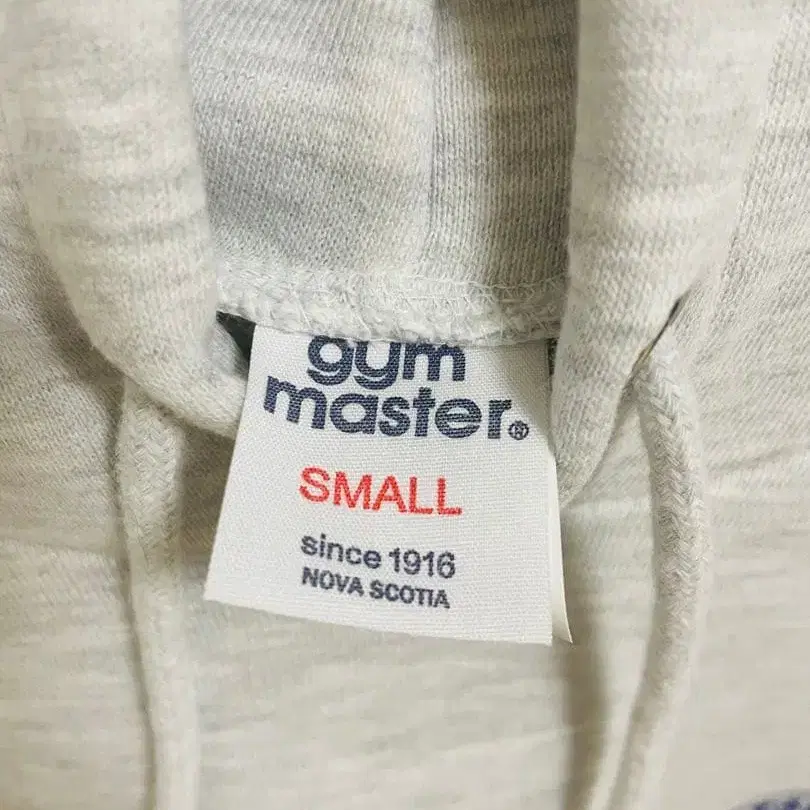 gym
master®
SMALL
since 1916
NOVA SCOTIA